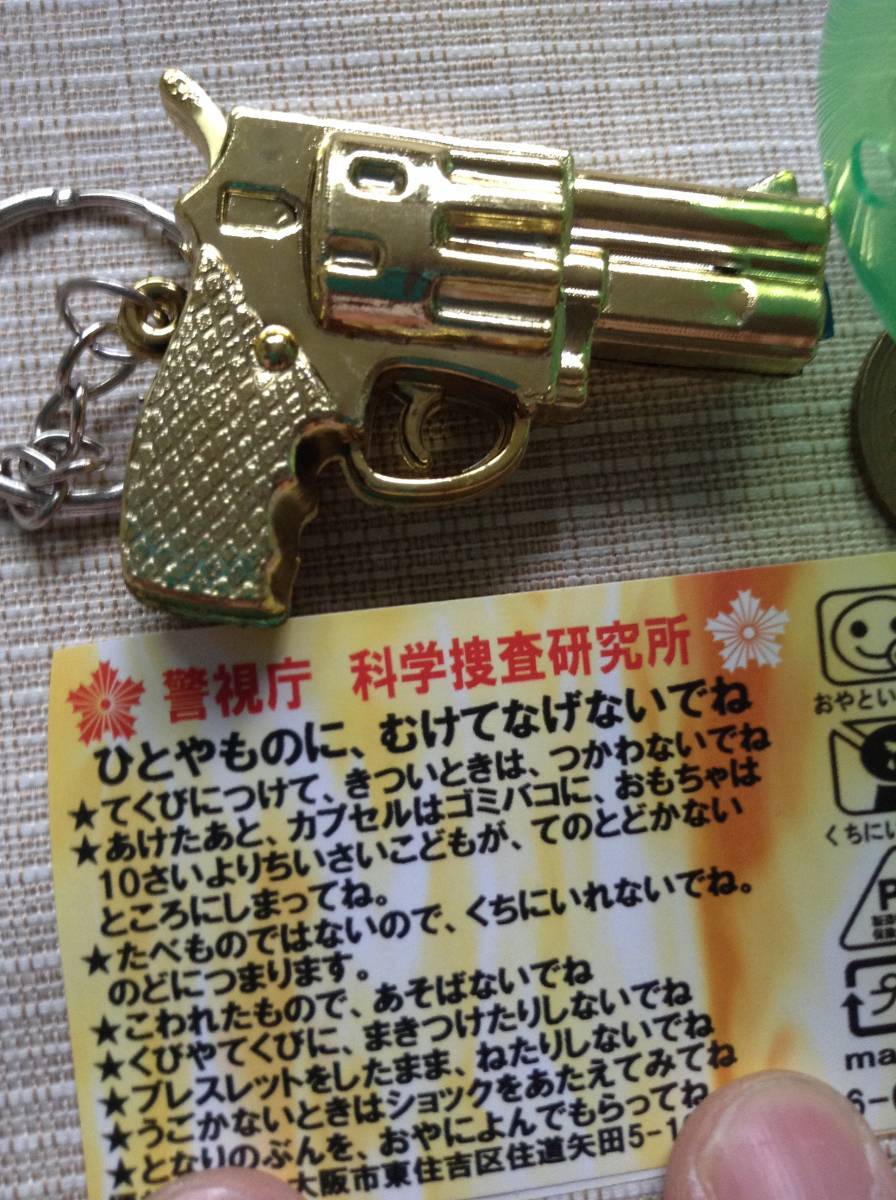 警視庁 科学捜査研究所
ひとやものに、むけてなげないでね
★てくびにつけて、きついときは、つかわないでね
★あけたあと、カプセルはゴミバコに、おもちゃは
10さいよりちいさいこどもが、てのとどかない
ところにしまってね。
★たべものではないので、くちにいれないでね。
のどにつまります。
★こわれたもので、あそばないでね
★くびやてくびに、まきつけたりしないでね
★ブレスレットをしたまま、ねたりしないでね
★うごかないときはショックをあたえてみてね
★となりのぶんを、おやによんでもらってね
大阪市東住吉区住道矢田5-1
おやとい
くちにい
P
ma
6-